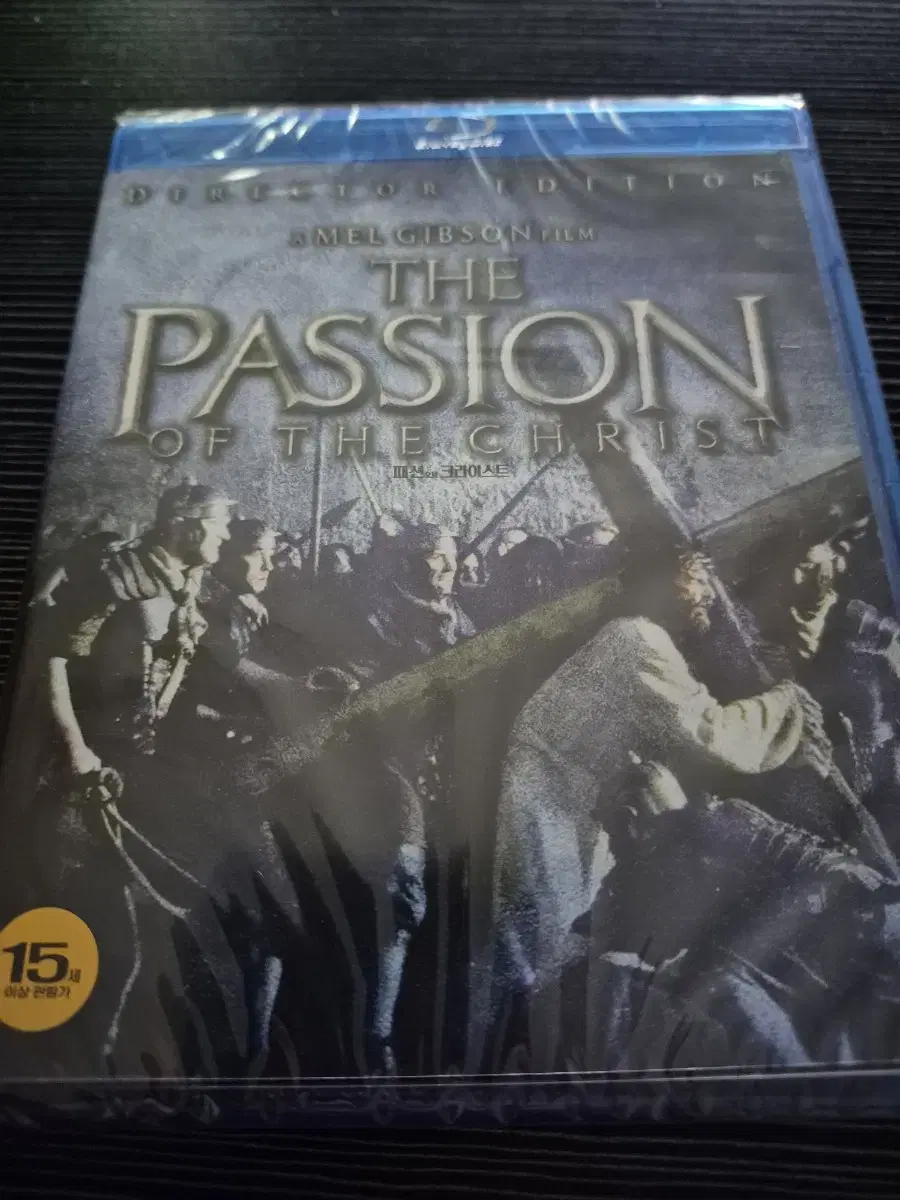 DIRECTOR EDITION
A MEL GIBSON FILM
THE
PASSION
OF THE CHRIST
패션 오브 크라이스트
15세
이상 관람가